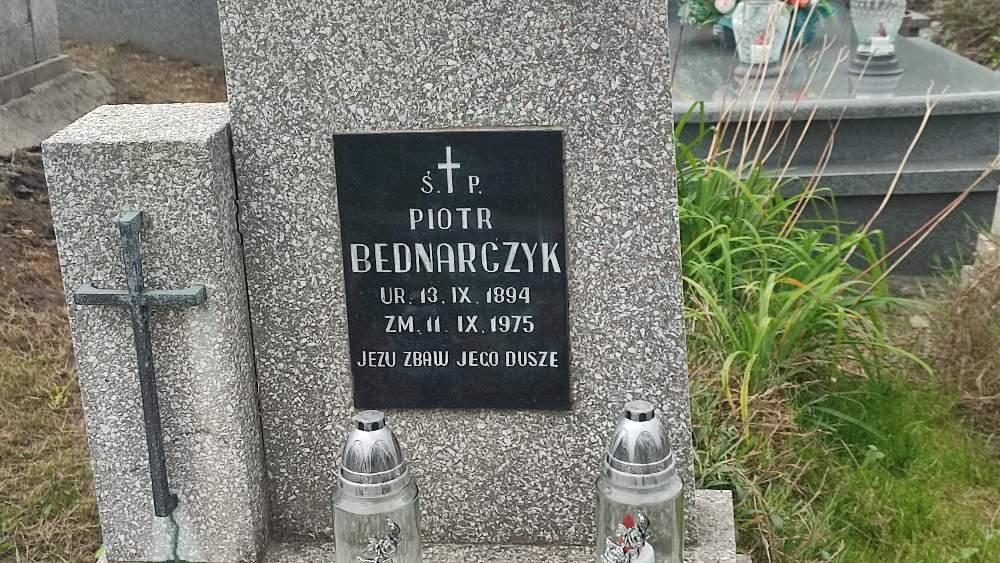 Ś. P.
PIOTR
BEDNARCZYK
UR. 13. IX. 1894
ZM. 11. IX. 1975
JEZU ZBAW JEGO DUSZE